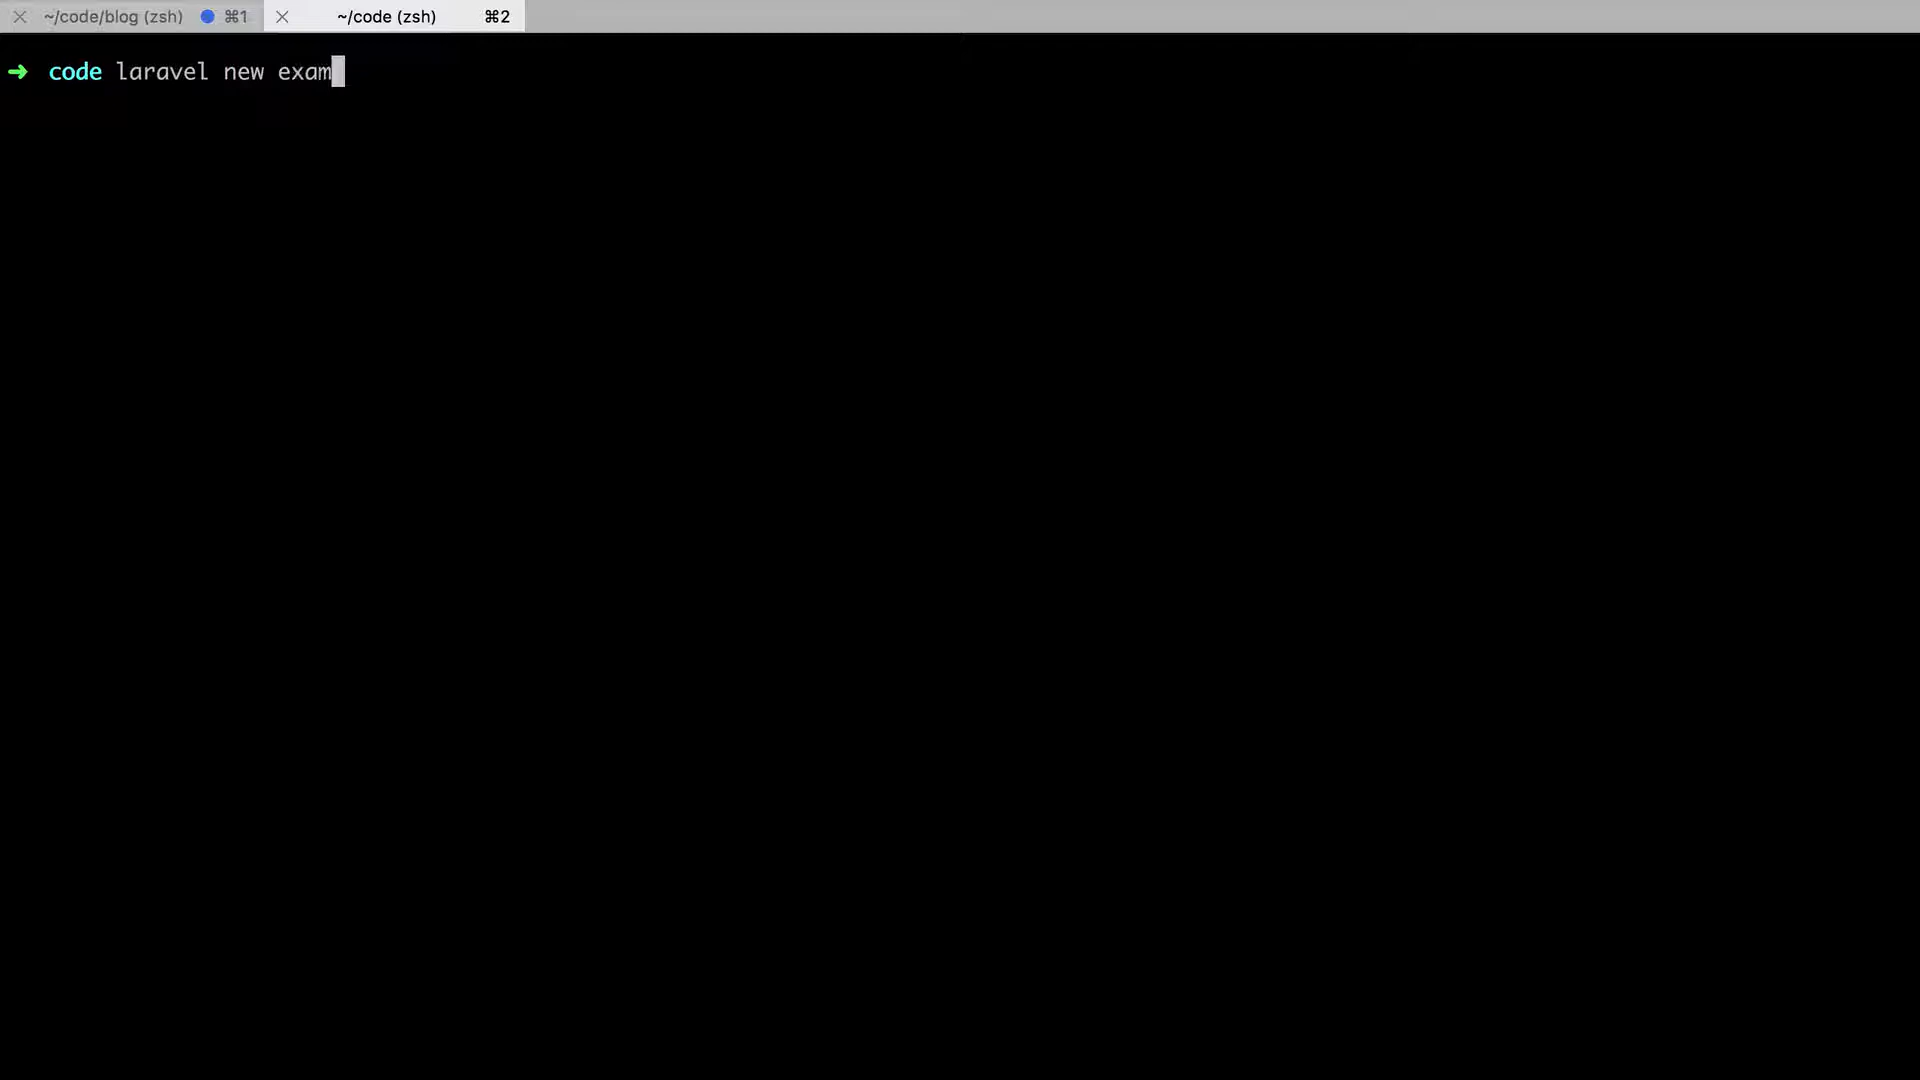 ~/code/blog (zsh) ⌘1 ~/code (zsh) ⌘2
➜ code laravel new exam